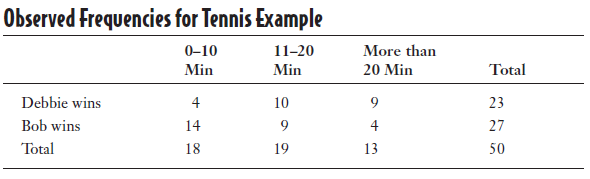 Observed Frequencies for Tennis Example
0–10 11–20 More than
Min Min 20 Min Total
Debbie wins 4 10 9 23
Bob wins 14 9 4 27
Total 18 19 13 50